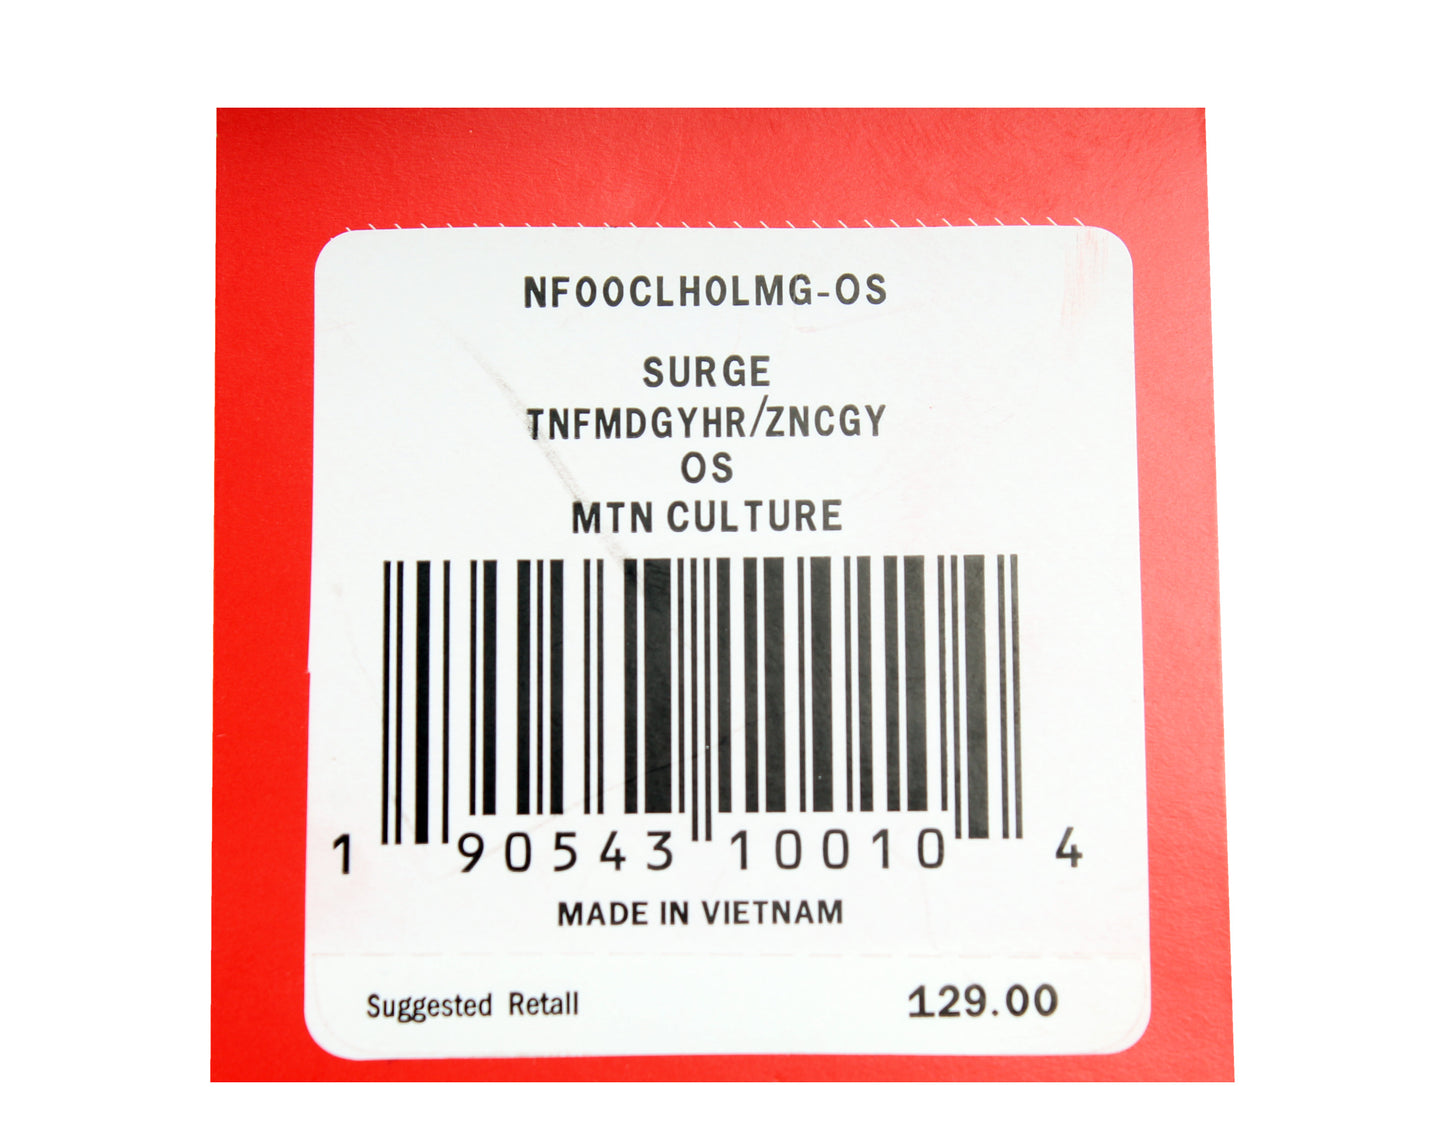 NF00CLH0LMG-OS
SURGE
TNFMDGYHR/ZNCGY
OS
MTN CULTURE
1 90543 10010 4
MADE IN VIETNAM
Suggested Retail 129.00